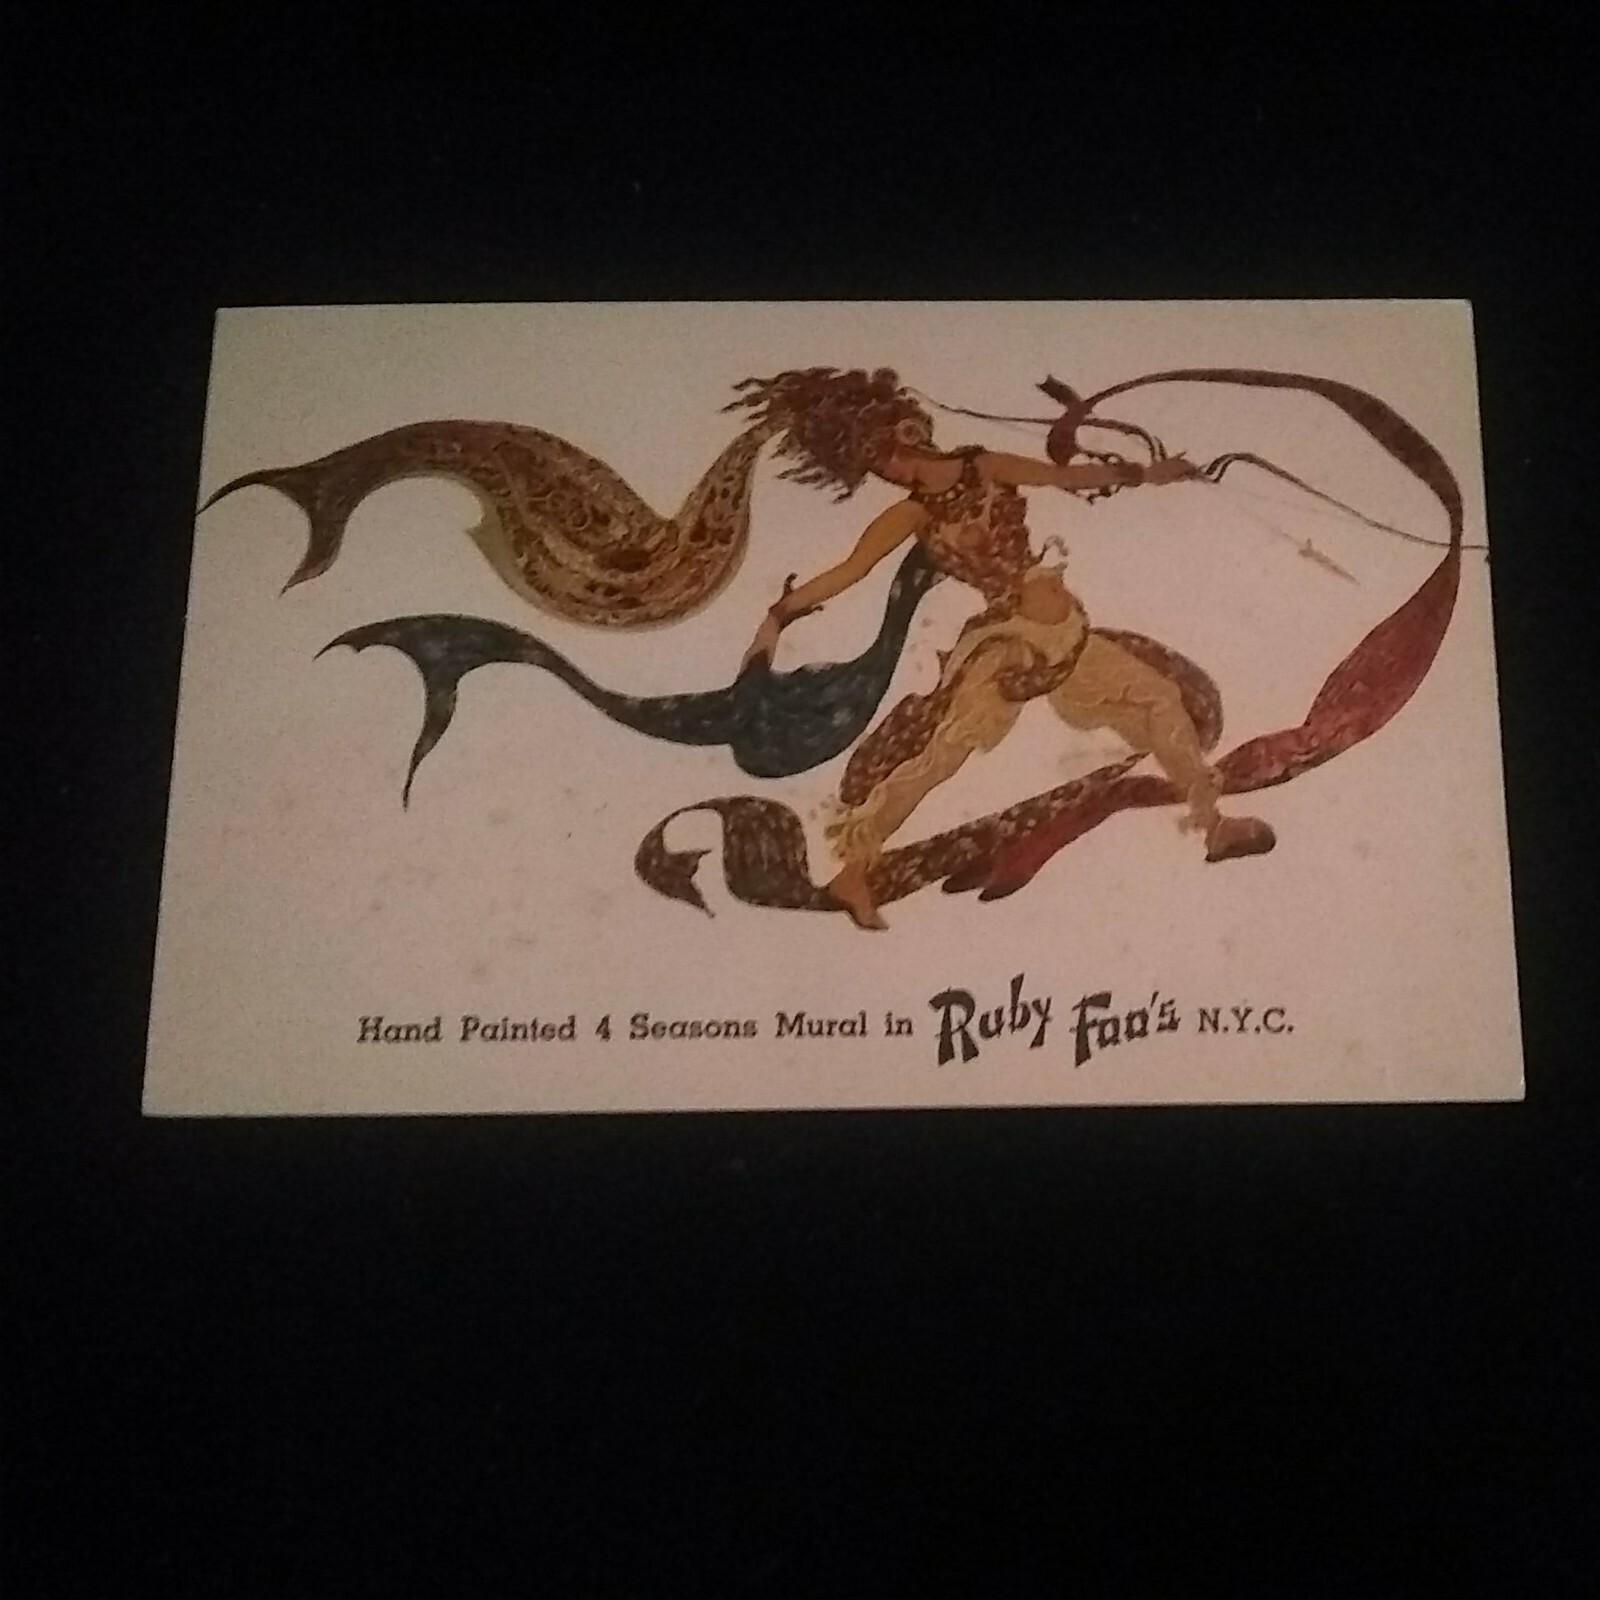 Hand Painted 4 Seasons Mural in Ruby Foo's N.Y.C.